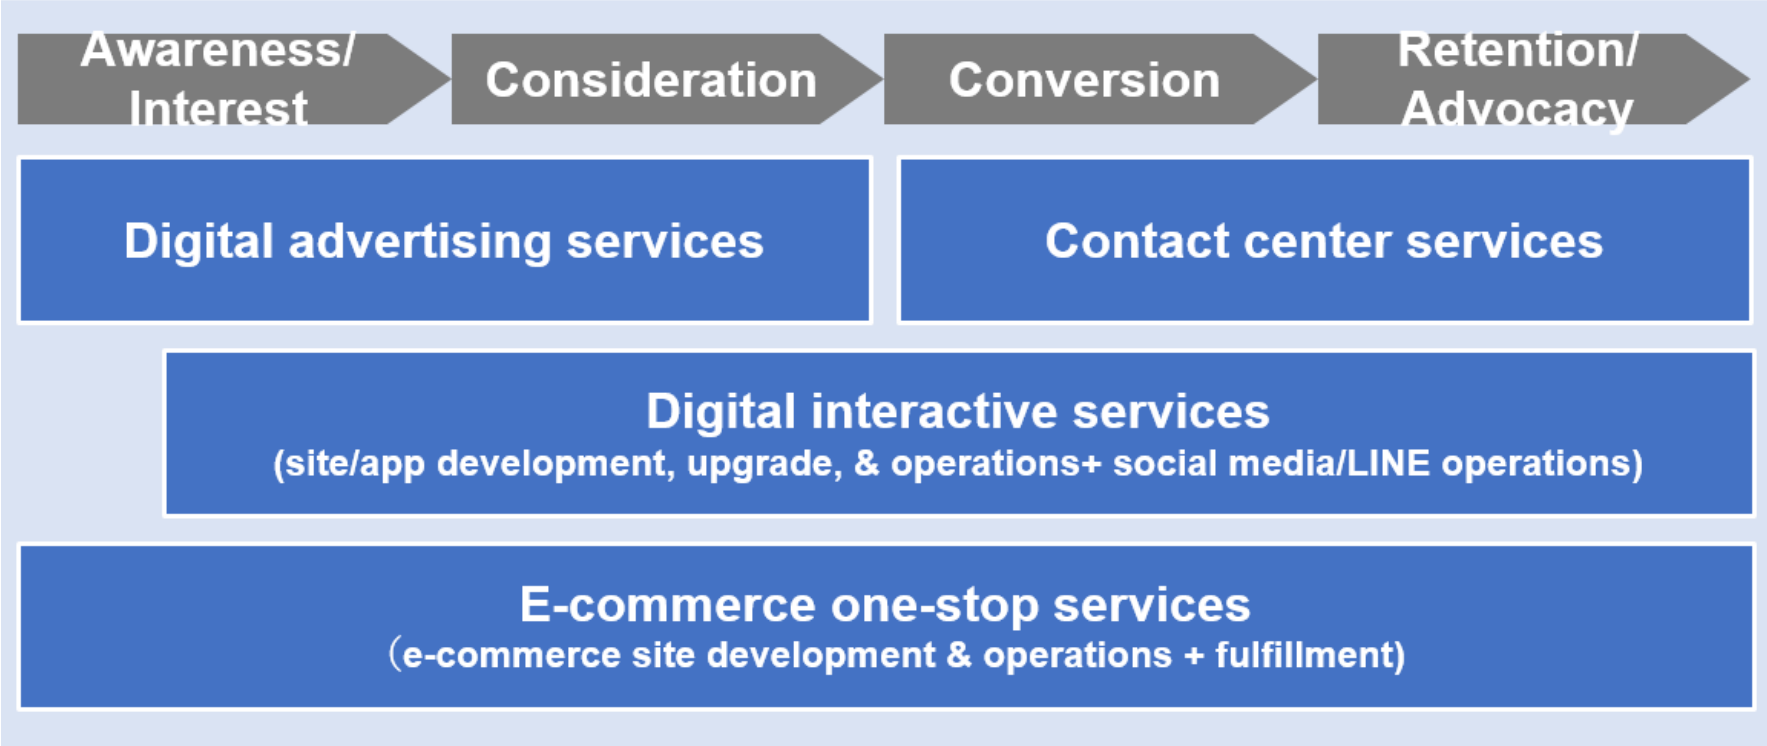 Awareness/
Interest
Consideration
Conversion
Retention/
Advocacy
Digital advertising services
Contact center services
Digital interactive services
(site/app development, upgrade, & operations+ social media/LINE operations)
E-commerce one-stop services
（e-commerce site development & operations + fulfillment)